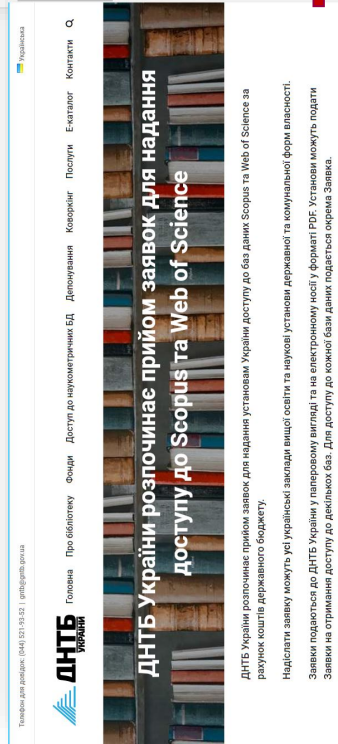 Телефон для довідок: (044) 521-93-52 | gntb@gntb.gov.ua
Українська
ДНТБ
УКРАЇНИ
Головна Про бібліотеку Фонди Доступ до наукометричних БД Депонування Коворкінг Послуги Е-каталог Контакти
ДНТБ України розпочинає прийом заявок для надання
доступу до Scopus та Web of Science
ДНТБ України розпочинає прийом заявок для надання установам України доступу до баз даних Scopus та Web of Science за
рахунок коштів державного бюджету.
Надіслати заявку можуть усі українські заклади вищої освіти та наукові установи державної та комунальної форм власності.
Заявки подаються до ДНТБ України у паперовому вигляді та на електронному носії у форматі PDF. Установи можуть подати
Заявки на отримання доступу до декількох баз. Для доступу до кожної бази даних подається окрема Заявка.